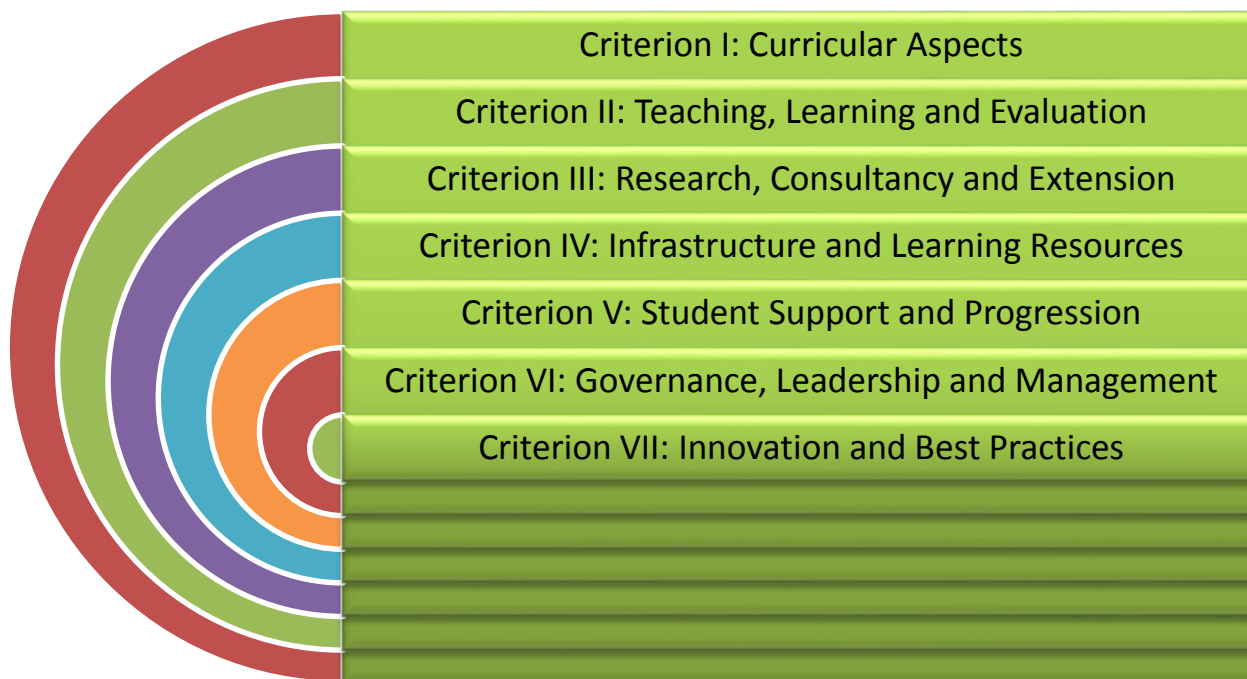 Criterion I: Curricular Aspects
Criterion II: Teaching, Learning and Evaluation
Criterion III: Research, Consultancy and Extension
Criterion IV: Infrastructure and Learning Resources
Criterion V: Student Support and Progression
Criterion VI: Governance, Leadership and Management
Criterion VII: Innovation and Best Practices